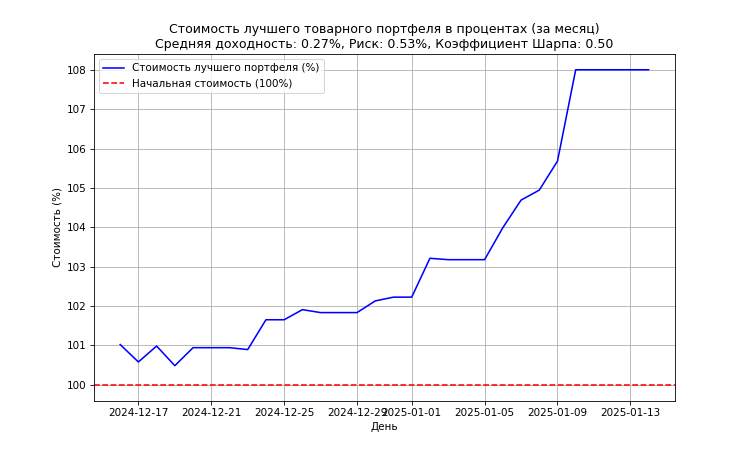 Стоимость лучшего товарного портфеля в процентах (за месяц)
Средняя доходность: 0.27%, Риск: 0.53%, Коэффициент Шарпа: 0.50
Стоимость лучшего портфеля (%)
Начальная стоимость (100%)
Стоимость (%)
108
107
106
105
104
103
102
101
100
2024-12-17 2024-12-21 2024-12-25 2024-12-29 2025-01-01 2025-01-05 2025-01-09 2025-01-13
День